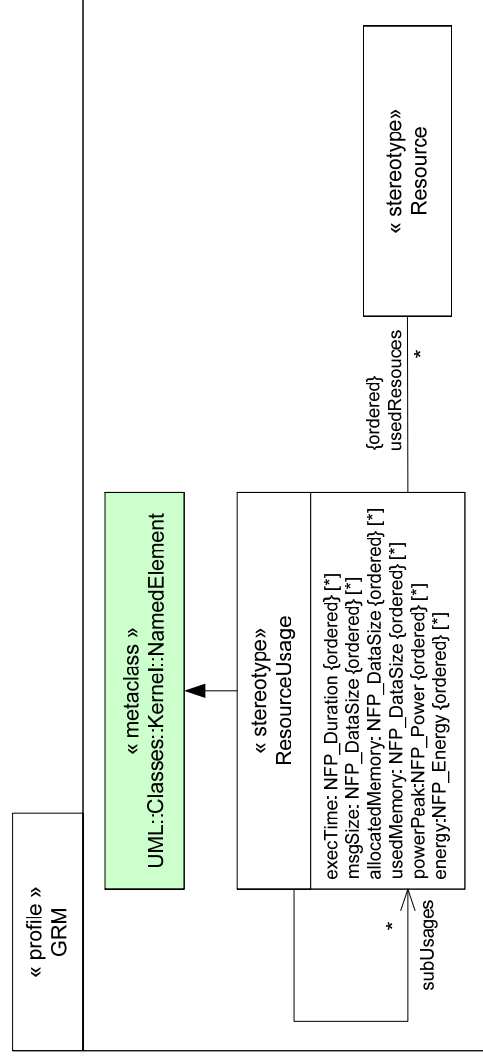 « profile »
GRM
« metaclass »
UML::Classes::Kernel::NamedElement
« stereotype»
ResourceUsage
execTime: NFP_Duration {ordered} [*]
msgSize: NFP_DataSize {ordered} [*]
allocatedMemory: NFP_DataSize {ordered} [*]
usedMemory: NFP_DataSize {ordered} [*]
powerPeak:NFP_Power {ordered} [*]
energy:NFP_Energy {ordered} [*]
*
subUsages
{ordered}
usedResouces
*
« stereotype»
Resource